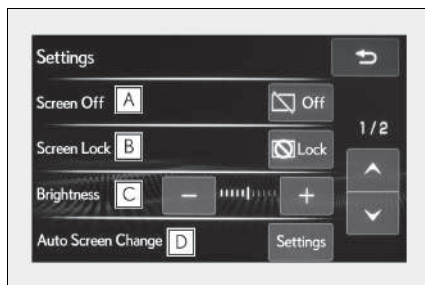 Settings
Screen Off A Off
1/2
Screen Lock B Lock
Brightness C − +
Auto Screen Change D Settings